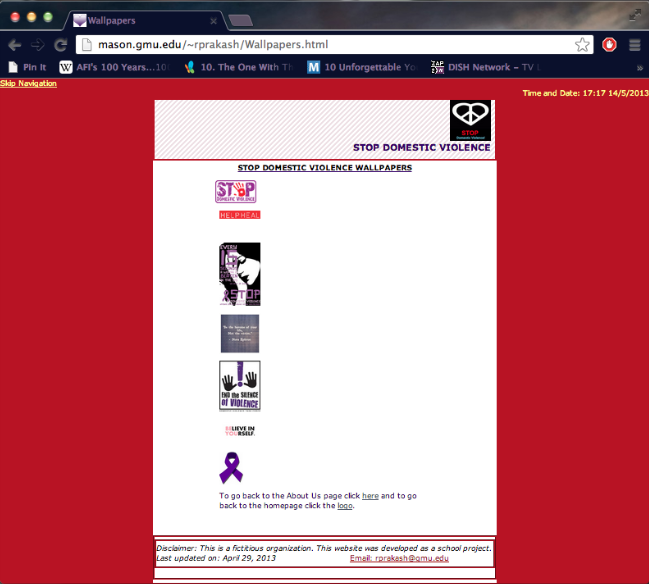 Wallpapers
mason.gmu.edu/~rprakash/Wallpapers.html
Pin It
AFI's 100 Years...10
10. The One With Th
10 Unforgettable Yo
DISH Network – TV L
Skip Navigation
Time and Date: 17:17 14/5/2013
STOP
STOP DOMESTIC VIOLENCE
STOP DOMESTIC VIOLENCE WALLPAPERS
STOP
DOMESTIC VIOLENCE
HELP HEAL
EVERY
15
STOP
END THE SILENCE
of VIOLENCE
BELIEVE IN
YOURSELF.
To go back to the About Us page click here and to go
back to the homepage click the logo.
Disclaimer: This is a fictitious organization. This website was developed as a school project.
Last updated on: April 29, 2013
Email: rprakash@gmu.edu